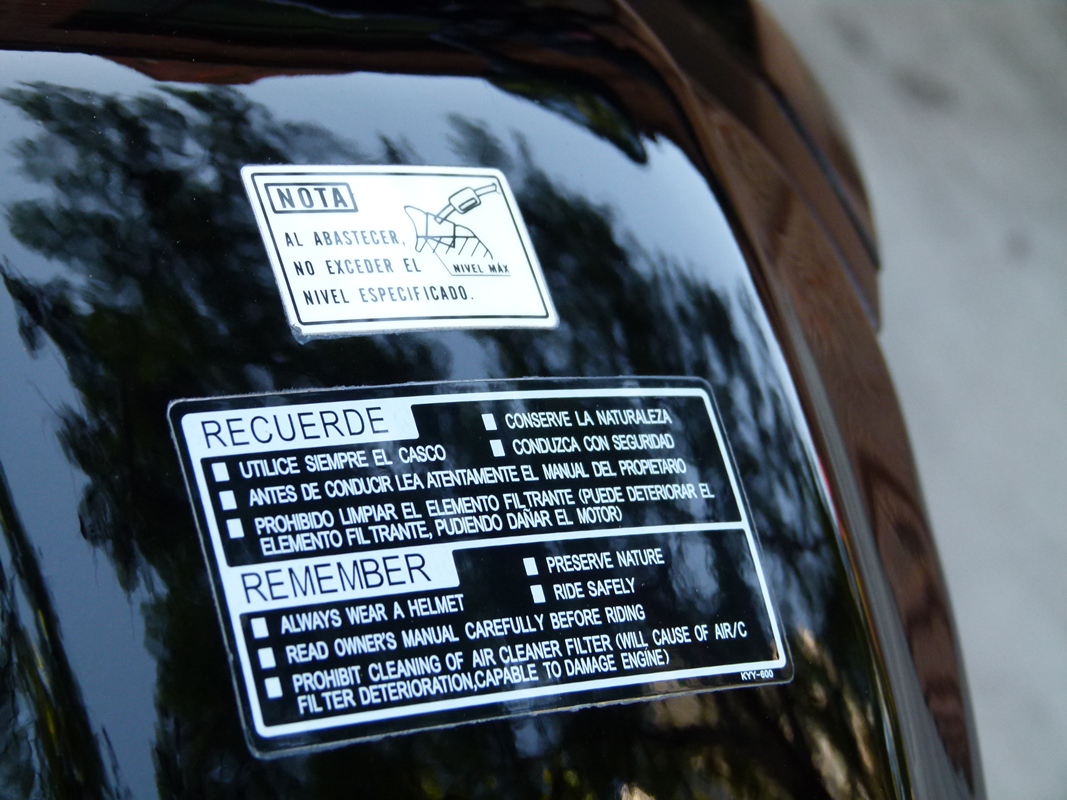 NOTA
AL ABASTECER,
NO EXCEDER EL
NIVEL ESPECIFICADO.
NIVEL MÁX
RECUERDE
CONSERVE LA NATURALEZA
UTILICE SIEMPRE EL CASCO
CONDUZCA CON SEGURIDAD
ANTES DE CONDUCIR LEA ATENTAMENTE EL MANUAL DEL PROPIETARIO
PROHIBIDO LIMPIAR EL ELEMENTO FILTRANTE (PUEDE DETERIORAR EL
ELEMENTO FILTRANTE, PUDIENDO DAÑAR EL MOTOR)
REMEMBER
PRESERVE NATURE
ALWAYS WEAR A HELMET
RIDE SAFELY
READ OWNER'S MANUAL CAREFULLY BEFORE RIDING
PROHIBIT CLEANING OF AIR CLEANER FILTER (WILL CAUSE OF AIR/C
FILTER DETERIORATION,CAPABLE TO DAMAGE ENGINE)
KYY-600